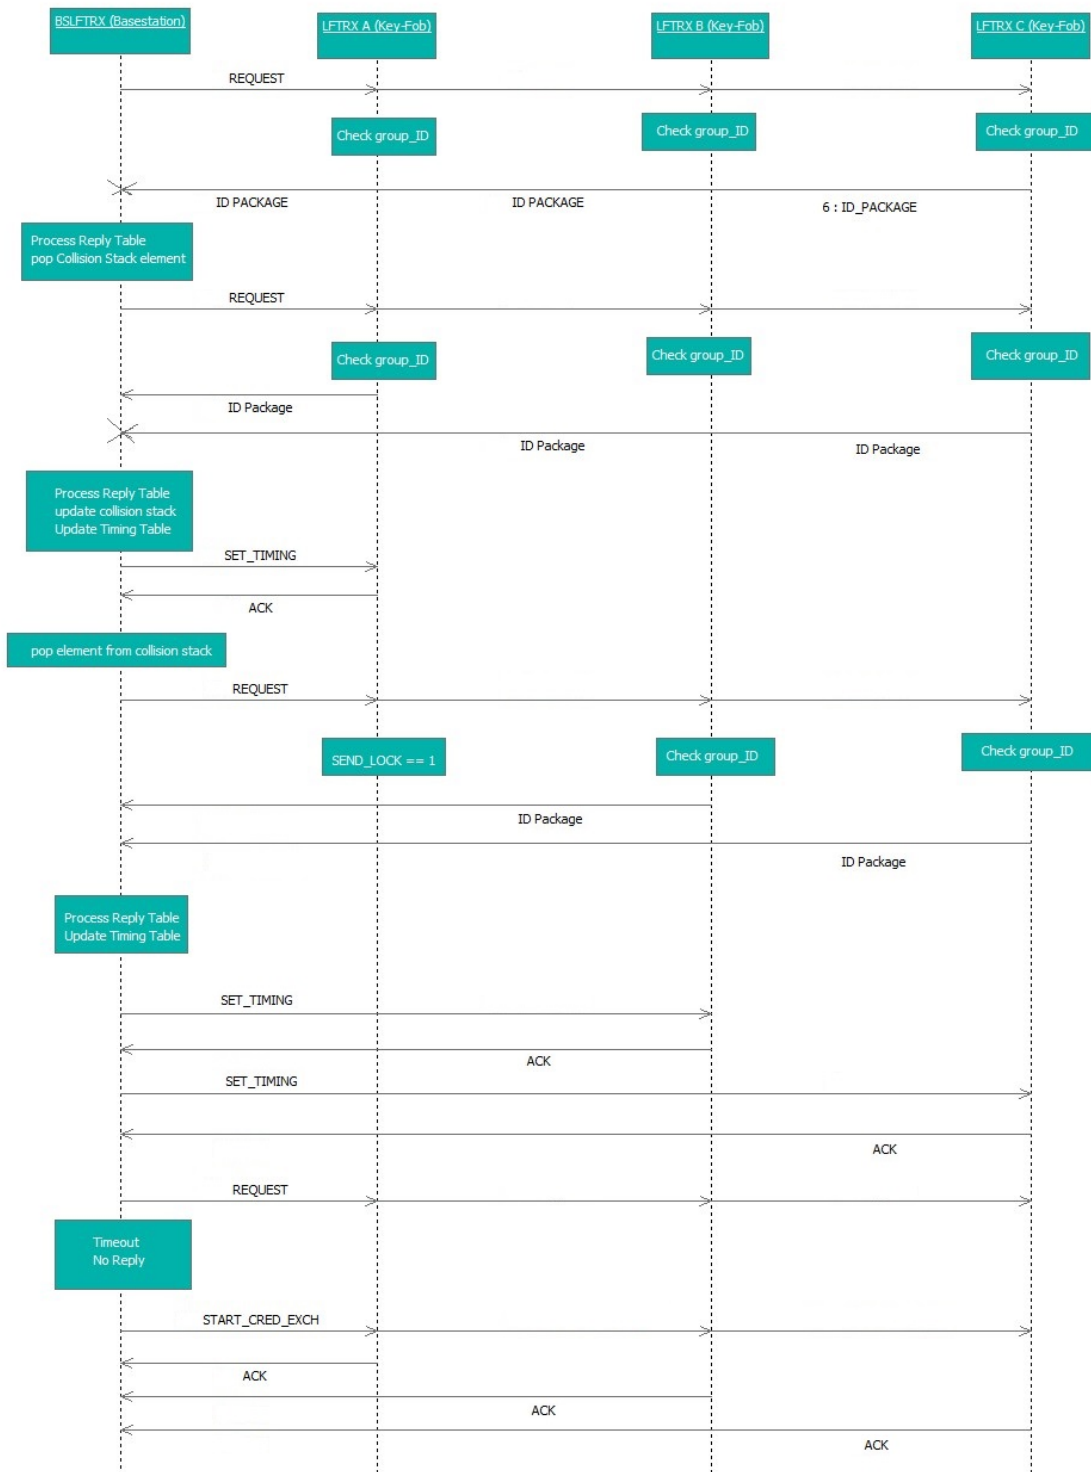 BSLFTRX (Basestation)
LFTRX A (Key-Fob)
LFTRX B (Key-Fob)
LFTRX C (Key-Fob)
REQUEST
Check group_ID
Check group_ID
Check group_ID
ID PACKAGE
ID PACKAGE
6 : ID_PACKAGE
Process Reply Table
pop Collision Stack element
REQUEST
Check group_ID
Check group_ID
Check group_ID
ID Package
ID Package
ID Package
Process Reply Table
update collision stack
Update Timing Table
SET_TIMING
ACK
pop element from collision stack
REQUEST
SEND_LOCK == 1
Check group_ID
Check group_ID
ID Package
ID Package
Process Reply Table
Update Timing Table
SET_TIMING
ACK
SET_TIMING
ACK
REQUEST
Timeout
No Reply
START_CRED_EXCH
ACK
ACK
ACK